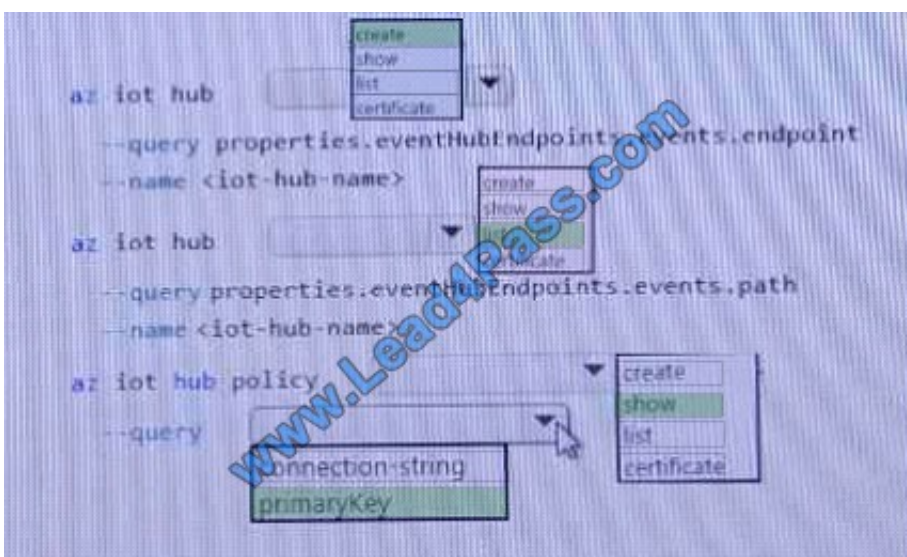 create
show
list
certificate
az iot hub
--query properties.eventHubEndpoints.events.endpoint
--name <iot-hub-name>
create
show
list
certificate
az iot hub
--query properties.eventHubEndpoints.events.path
--name <iot-hub-name>
az iot hub policy
create
show
list
certificate
--query
connection-string
primaryKey
www.Lead4Pass.com